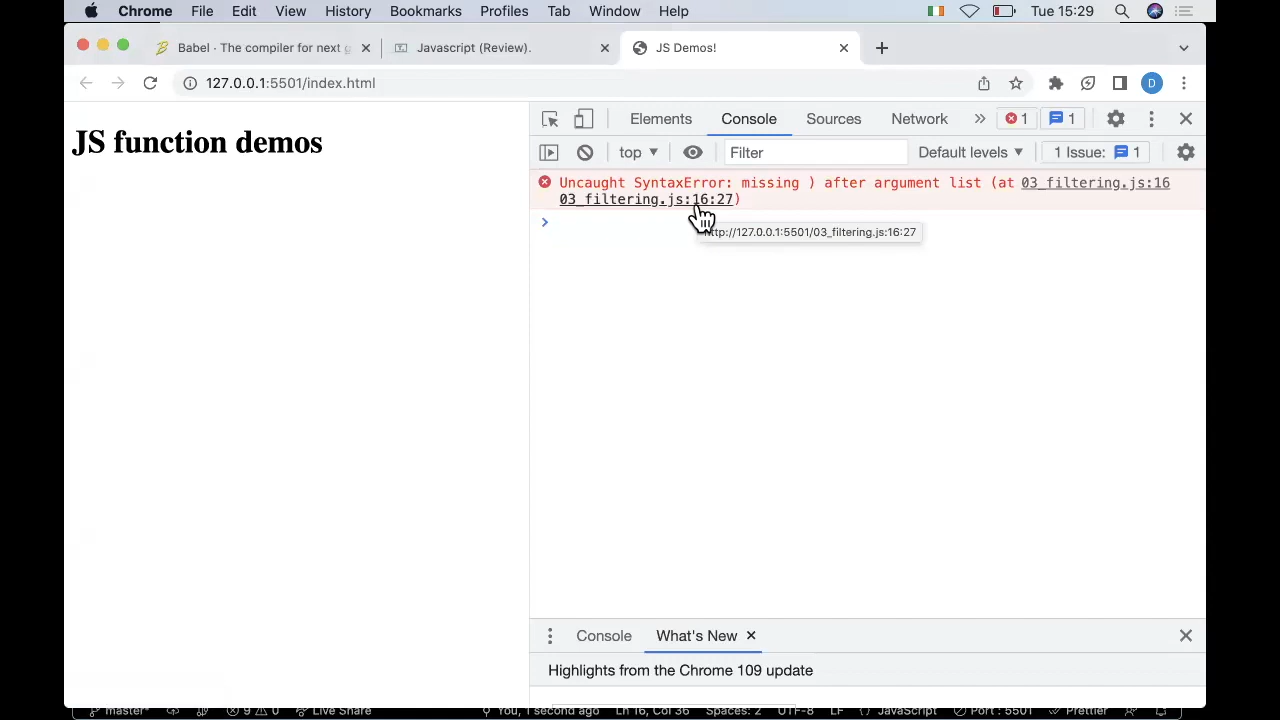 Chrome File Edit View History Bookmarks Profiles Tab Window Help Tue 15:29
Babel · The compiler for next g Javascript (Review). JS Demos!
127.0.0.1:5501/index.html D
JS function demos
Elements Console Sources Network » 1 1
top Filter Default levels 1 Issue: 1
Uncaught SyntaxError: missing ) after argument list (at 03_filtering.js:16
03_filtering.js:16:27)
http://127.0.0.1:5501/03_filtering.js:16:27
Console What's New
Highlights from the Chrome 109 update
master* 9 0 Live Share You, 1 second ago Ln 16, Col 36 Spaces: 2 UTF-8 LF {} JavaScript Port : 5501 Prettier